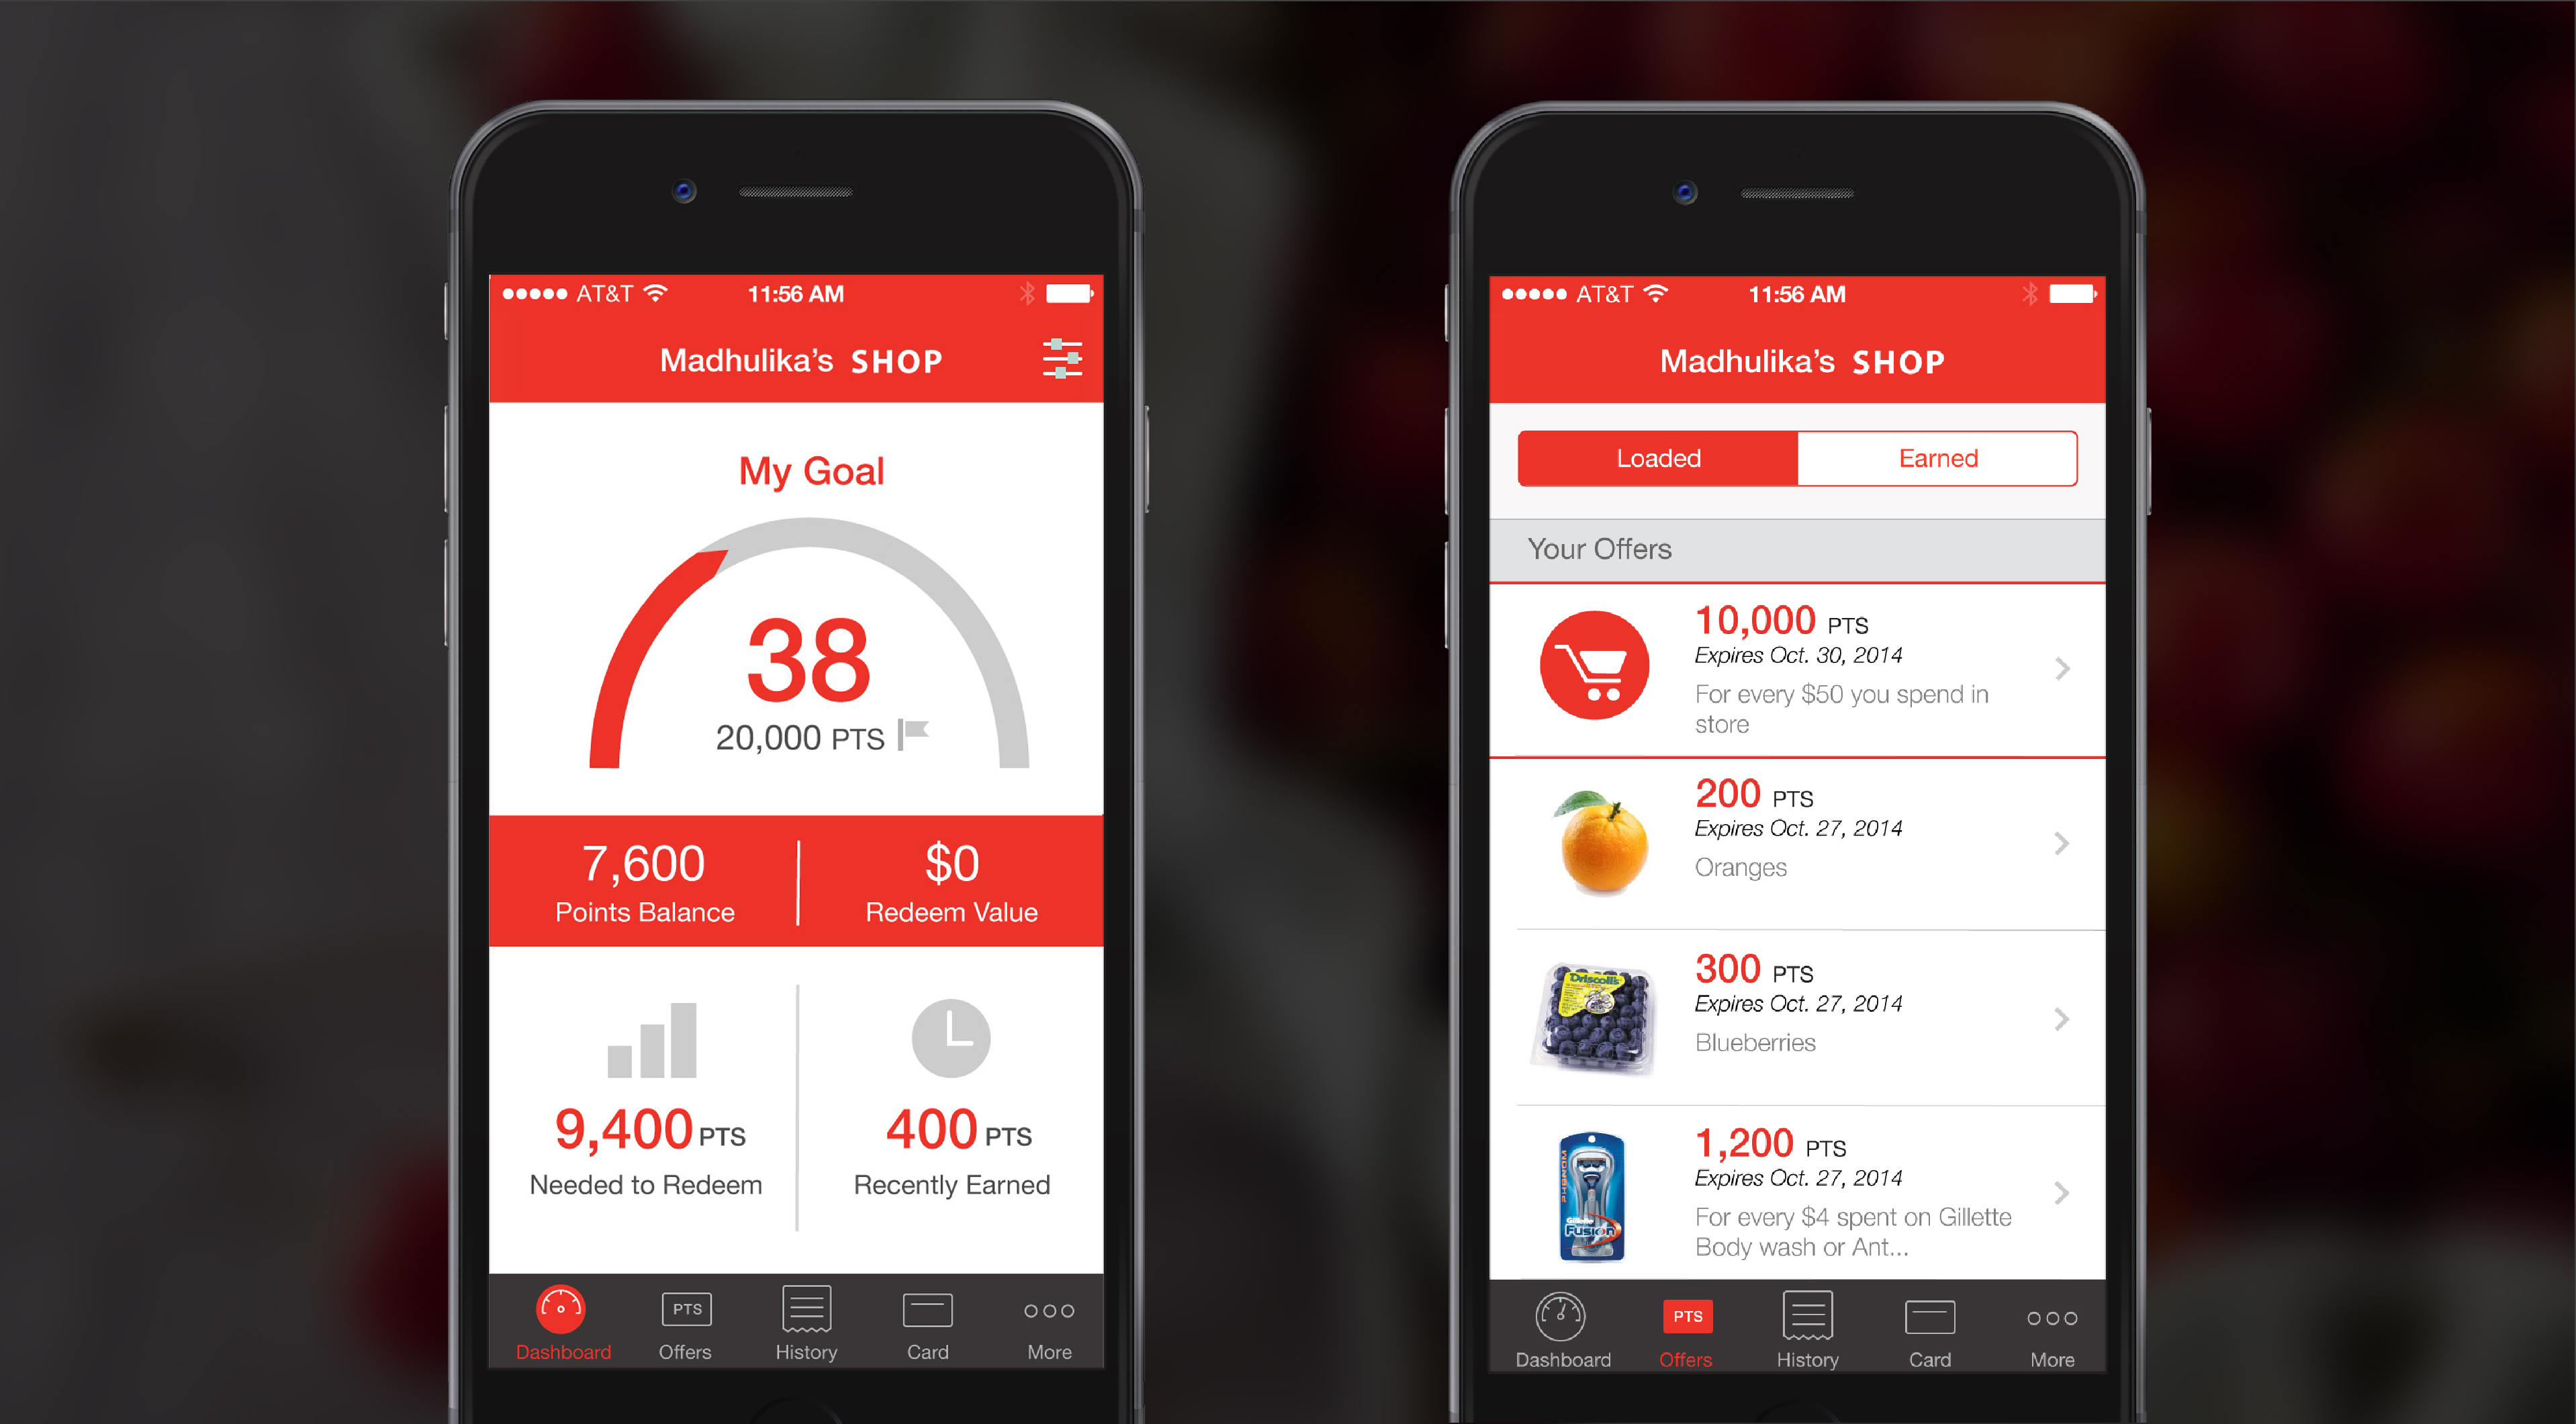 AT&T 11:56 AM
Madhulika’s SHOP
My Goal
38
20,000 PTS
7,600
Points Balance
$0
Redeem Value
9,400 PTS
Needed to Redeem
400 PTS
Recently Earned
PTS
Dashboard Offers History Card More
AT&T 11:56 AM
Madhulika’s SHOP
Loaded Earned
Your Offers
10,000 PTS
Expires Oct. 30, 2014
For every $50 you spend in
store
200 PTS
Expires Oct. 27, 2014
Oranges
Driscoll's
300 PTS
Expires Oct. 27, 2014
Blueberries
Gillette
Fusion
1,200 PTS
Expires Oct. 27, 2014
For every $4 spent on Gillette
Body wash or Ant...
PTS
Dashboard Offers History Card More